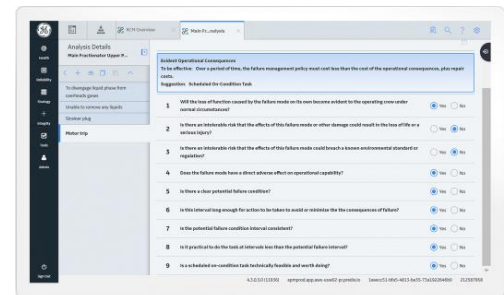 RCM Overview
Main Fr...nalysis
Analysis Details
Main Fractionator Upper P...
To disengage liquid phase from overheads gases
Unable to remove any liquids
Strainer plug
Motor trip
Evident Operational Consequences
To be effective: Over a period of time, the failure management policy must cost less than the cost of the operational consequences, plus repair
costs.
Suggestion: Scheduled On-Condition Task
1 Will the loss of function caused by the failure mode on its own become evident to the operating crew under
normal circumstances? Yes No
2 Is there an intolerable risk that the effects of this failure mode or other damage could result in the loss of life or a
serious injury? Yes No
3 Is there an intolerable risk that the effects of this failure mode could breach a known environmental standard or
regulation? Yes No
4 Does the failure mode have a direct adverse effect on operational capability? Yes No
5 Is there a clear potential failure condition? Yes No
6 Is this interval long enough for action to be taken to avoid or minimize the the consequences of failure? Yes No
7 Is the potential failure condition interval consistent? Yes No
8 Is it practical to do the task at intervals less than the potential failure interval? Yes No
9 Is a scheduled on-condition task technically feasible and worth doing? Yes No
Health
Reliability
Strategy
Integrity
Tools
Admin
Sign Out